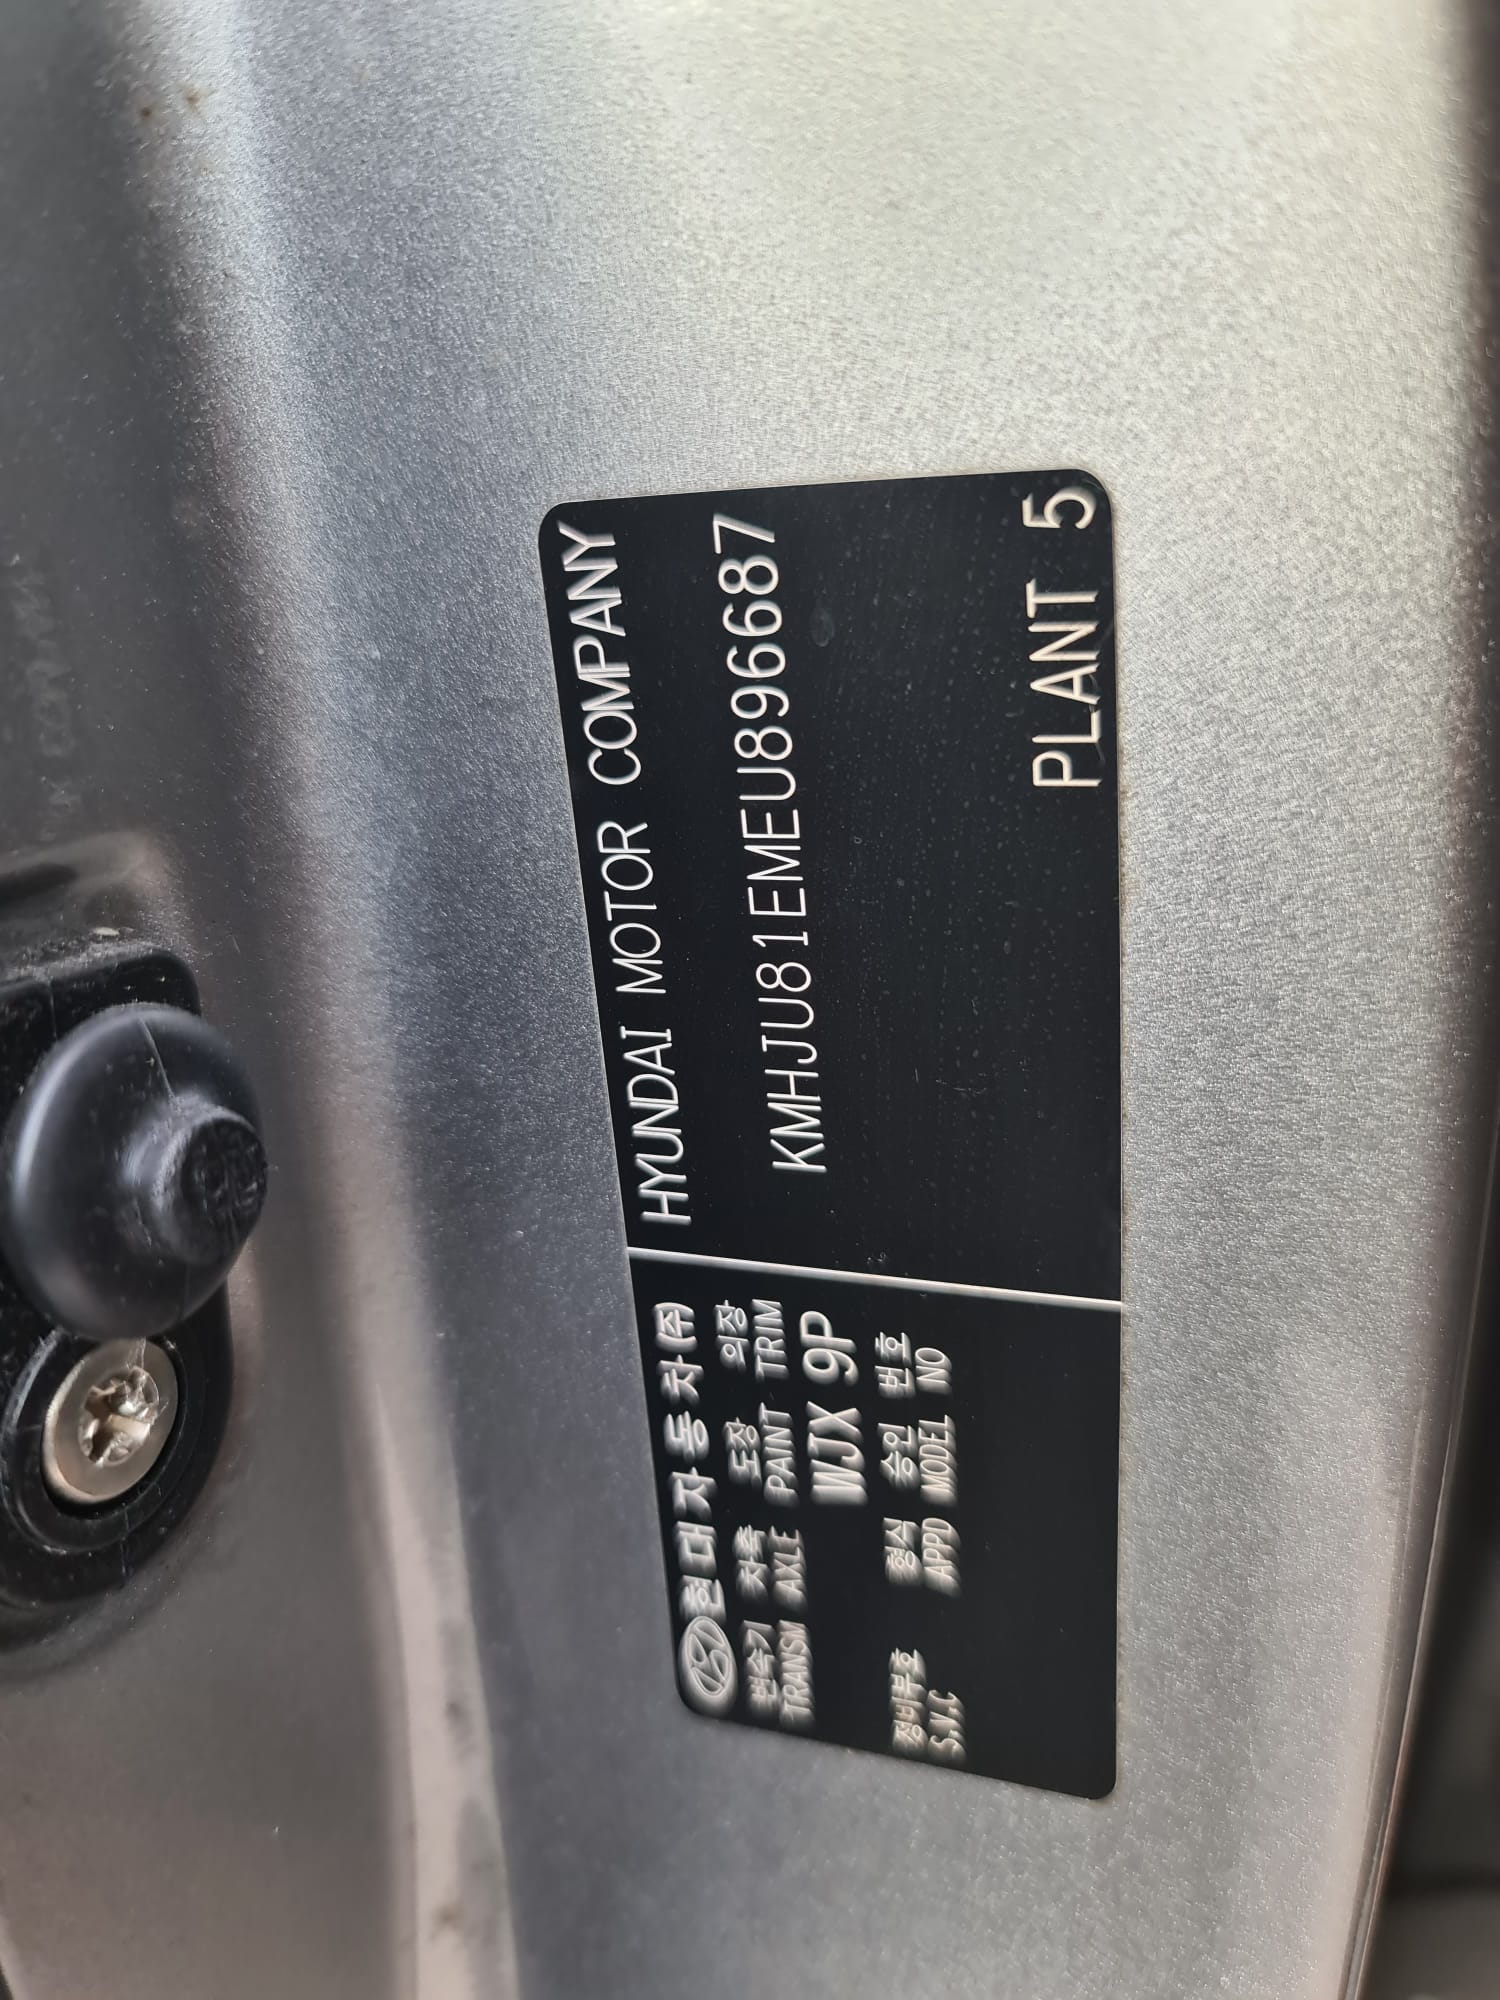 현대자동차(주)
변속기 차축 도장 의장
TRANSM AXLE PAINT TRIM
WJX 9P
정비부호 형식 승인 번호
S.V.C APPD MODEL NO
HYUNDAI MOTOR COMPANY
KMHJU81EMEU896687
PLANT 5